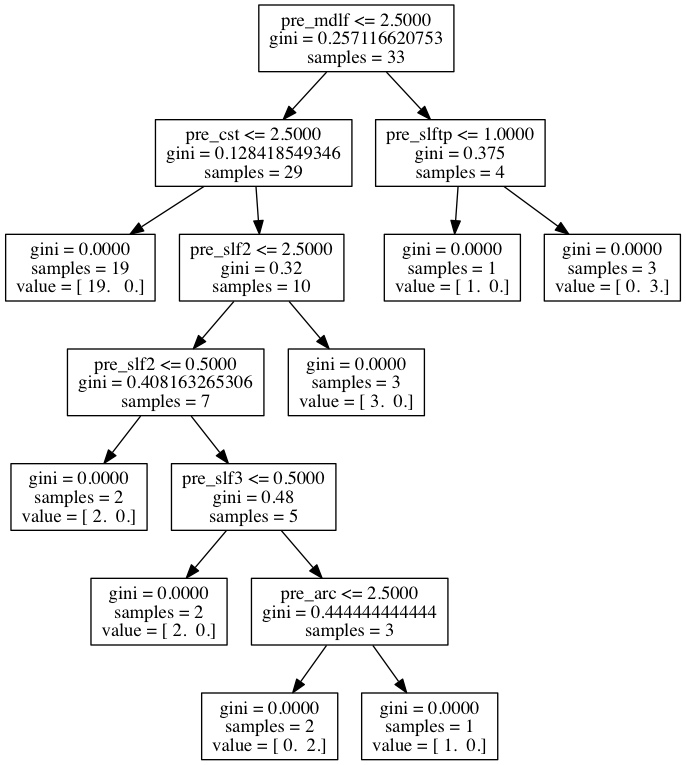 pre_mdlf <= 2.5000
gini = 0.257116620753
samples = 33
pre_cst <= 2.5000
gini = 0.128418549346
samples = 29
pre_slftp <= 1.0000
gini = 0.375
samples = 4
gini = 0.0000
samples = 19
value = [ 19.   0.]
pre_slf2 <= 2.5000
gini = 0.32
samples = 10
gini = 0.0000
samples = 1
value = [ 1.  0.]
gini = 0.0000
samples = 3
value = [ 0.  3.]
pre_slf2 <= 0.5000
gini = 0.408163265306
samples = 7
gini = 0.0000
samples = 3
value = [ 3.  0.]
gini = 0.0000
samples = 2
value = [ 2.  0.]
pre_slf3 <= 0.5000
gini = 0.48
samples = 5
gini = 0.0000
samples = 2
value = [ 2.  0.]
pre_arc <= 2.5000
gini = 0.444444444444
samples = 3
gini = 0.0000
samples = 2
value = [ 0.  2.]
gini = 0.0000
samples = 1
value = [ 1.  0.]